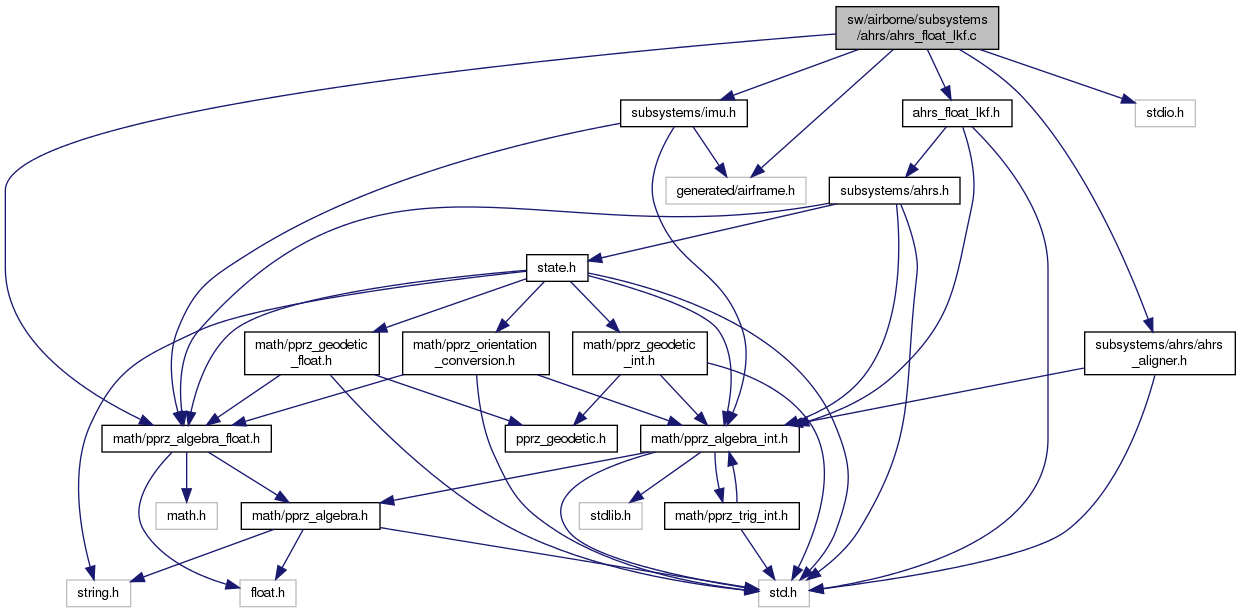 sw/airborne/subsystems
/ahrs/ahrs_float_lkf.c
subsystems/imu.h
ahrs_float_lkf.h
stdio.h
generated/airframe.h
subsystems/ahrs.h
state.h
math/pprz_geodetic
_float.h
math/pprz_orientation
_conversion.h
math/pprz_geodetic
_int.h
subsystems/ahrs/ahrs
_aligner.h
math/pprz_algebra_float.h
pprz_geodetic.h
math/pprz_algebra_int.h
math.h
math/pprz_algebra.h
stdlib.h
math/pprz_trig_int.h
string.h
float.h
std.h